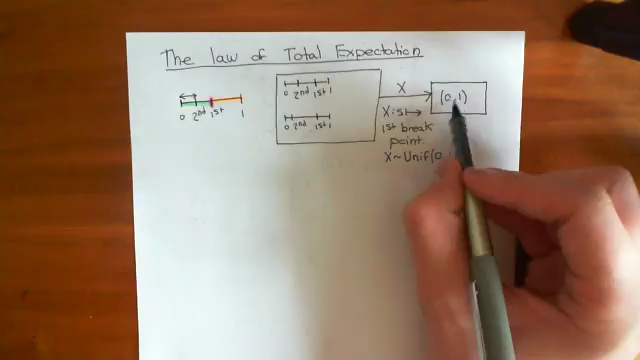 The law of Total Expectation
0 2nd 1st 1
0 2nd 1st 1
0 2nd 1st 1
X
(0,1)
X: s ↦
1st break
point
X ~ Unif(0